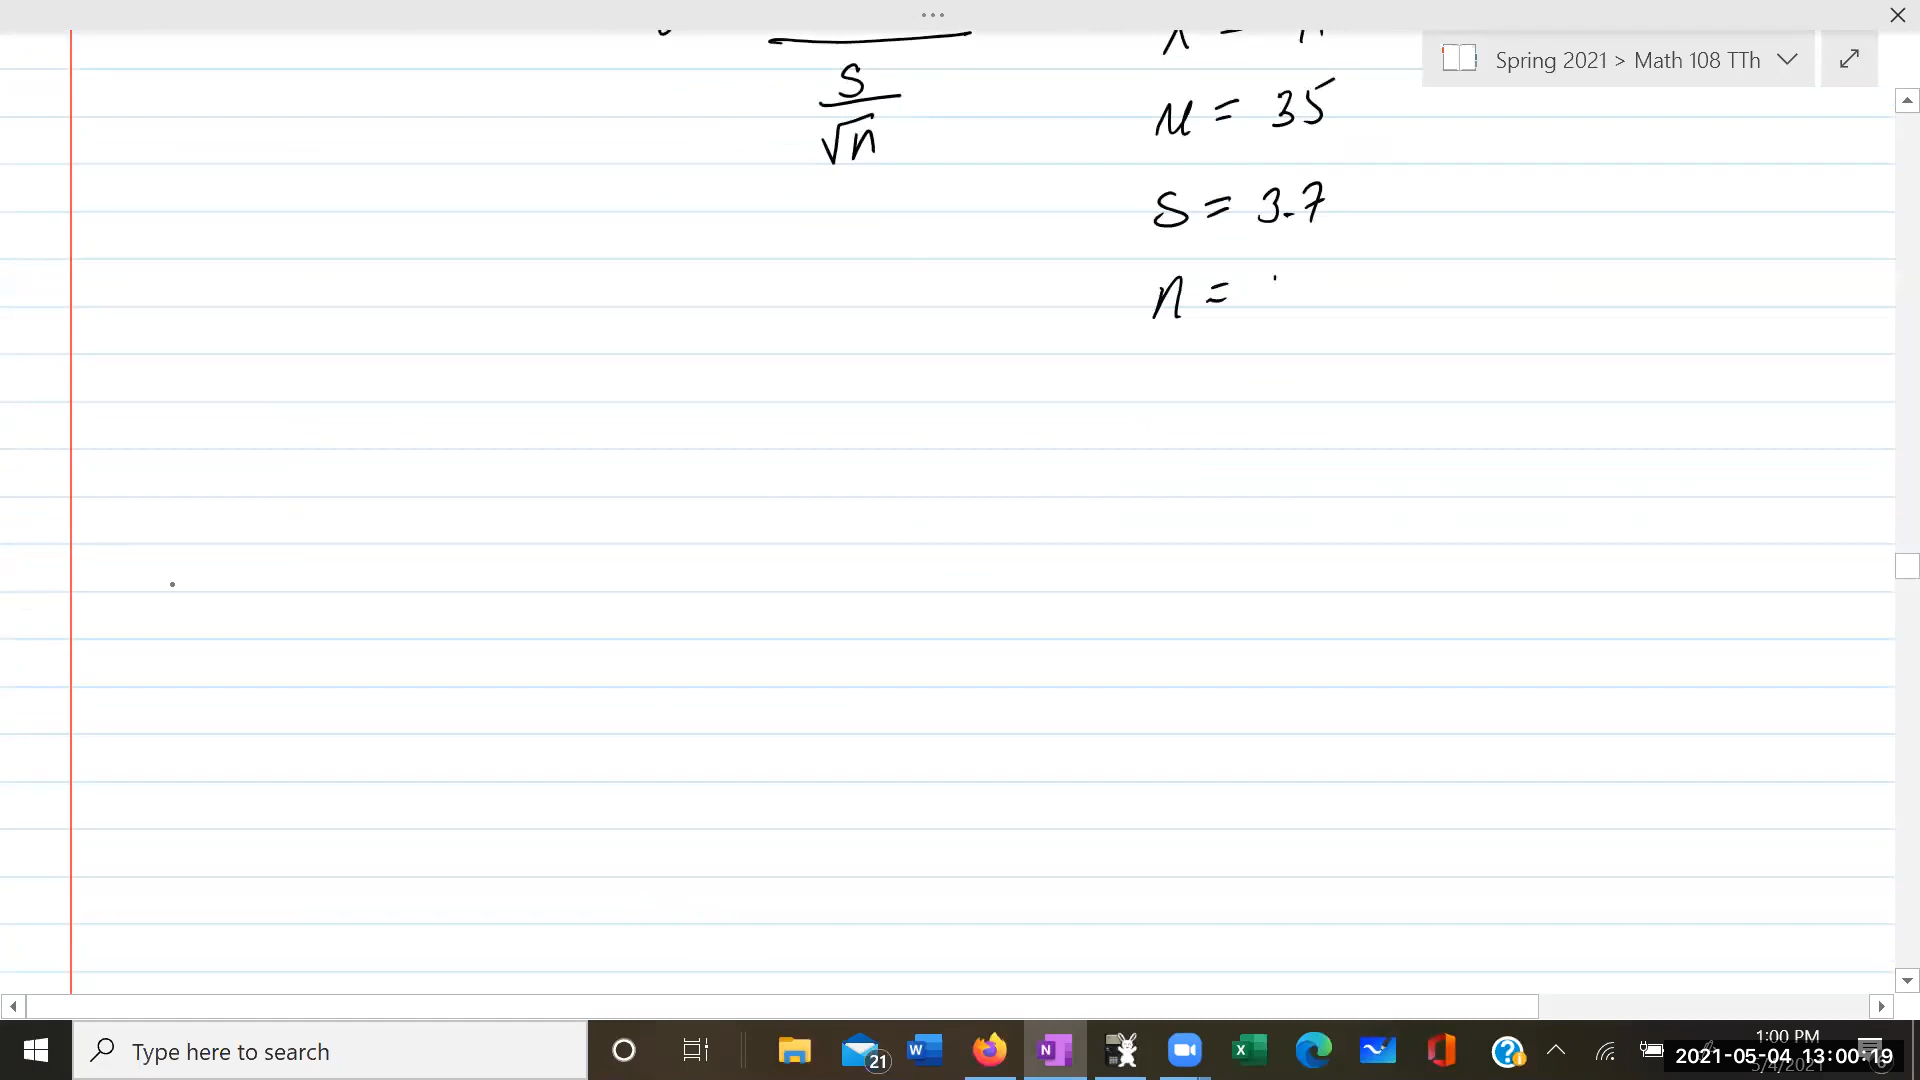 Spring 2021 > Math 108 TTh
s
√n
μ = 35
s = 3.7
n =
Type here to search
21
1:00 PM
2021-05-04 13:00:19